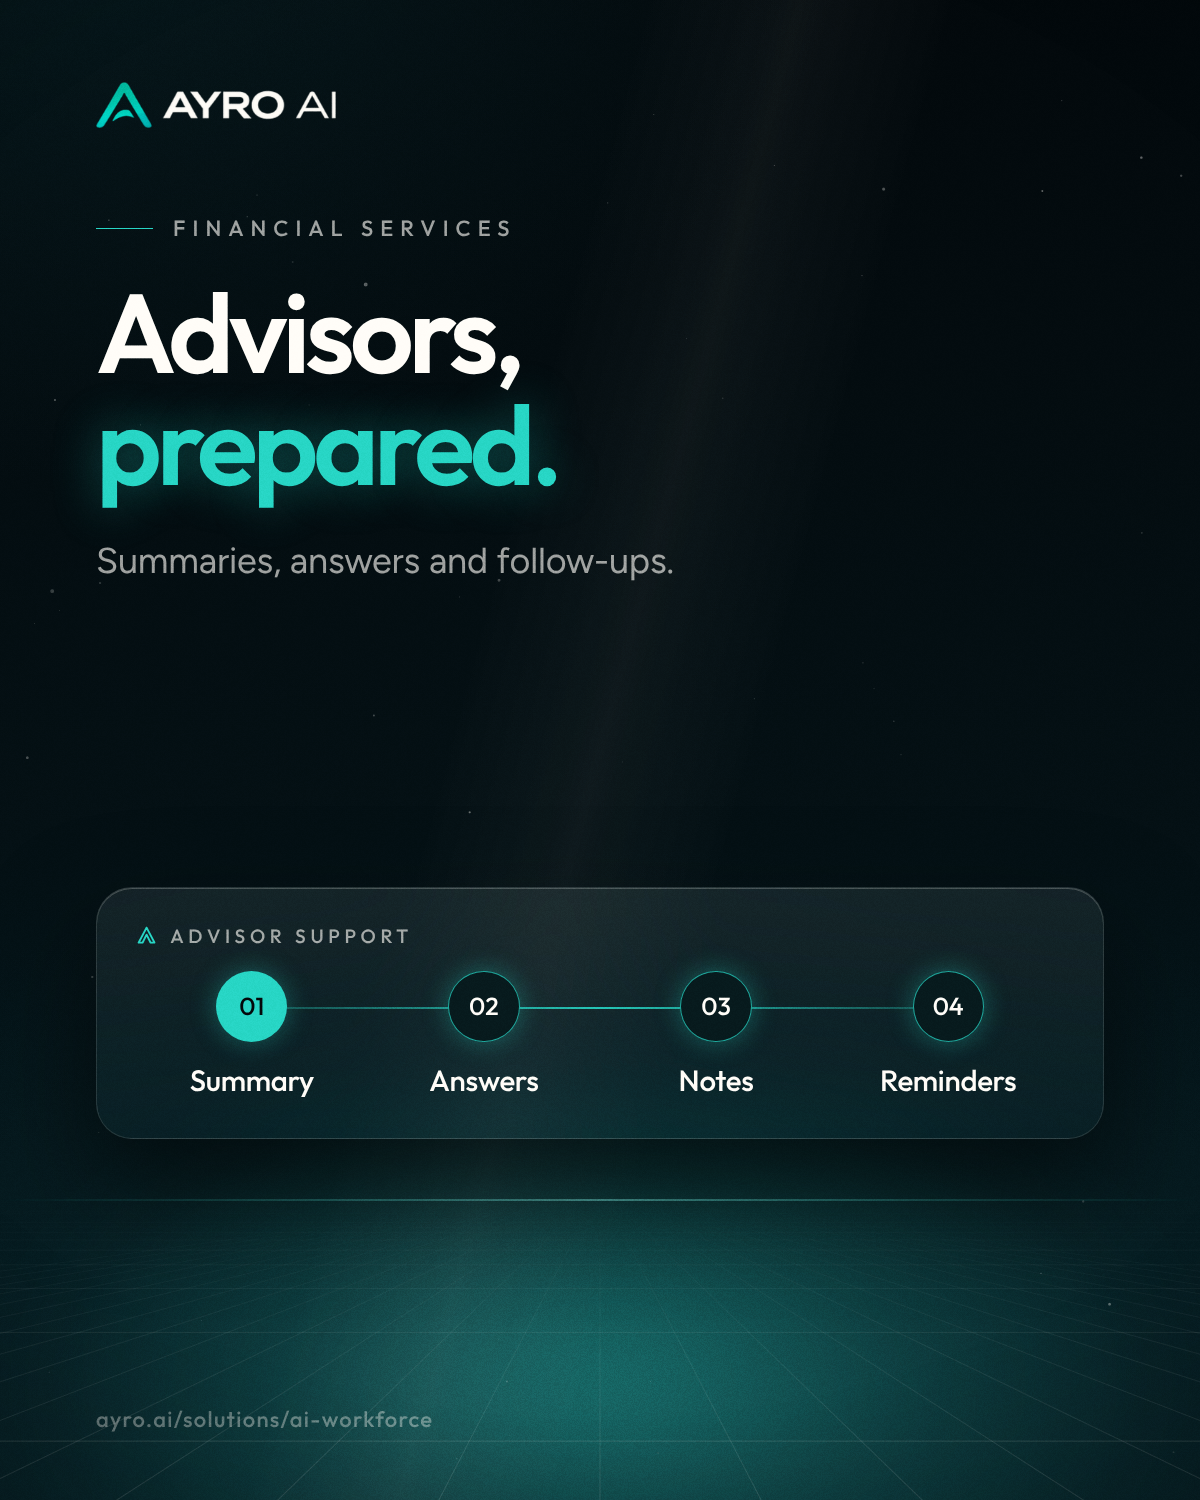 AYRO AI
FINANCIAL SERVICES
Advisors,
prepared.
Summaries, answers and follow-ups.
ADVISOR SUPPORT
01 02 03 04
Summary Answers Notes Reminders
ayro.ai/solutions/ai-workforce